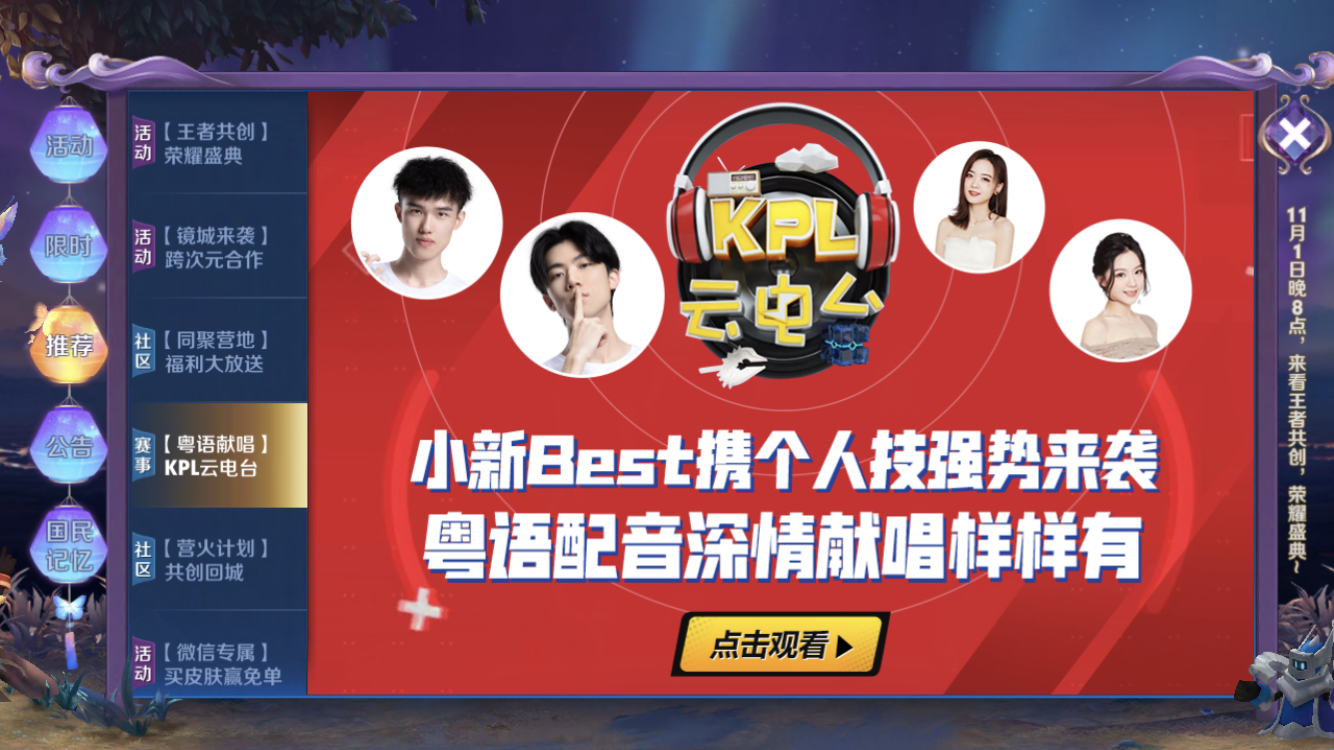 活动
限时
推荐
公告
国民
记忆
活动
【王者共创】
荣耀盛典
活动
【镜城来袭】
跨次元合作
社区
【同聚营地】
福利大放送
赛事
【粤语献唱】
KPL云电台
社区
【营火计划】
共创回城
活动
【微信专属】
买皮肤赢免单
KPL
云电台
小新Best携个人技强势来袭
粤语配音深情献唱样样有
点击观看
11月1日晚8点，来看王者共创，荣耀盛典~